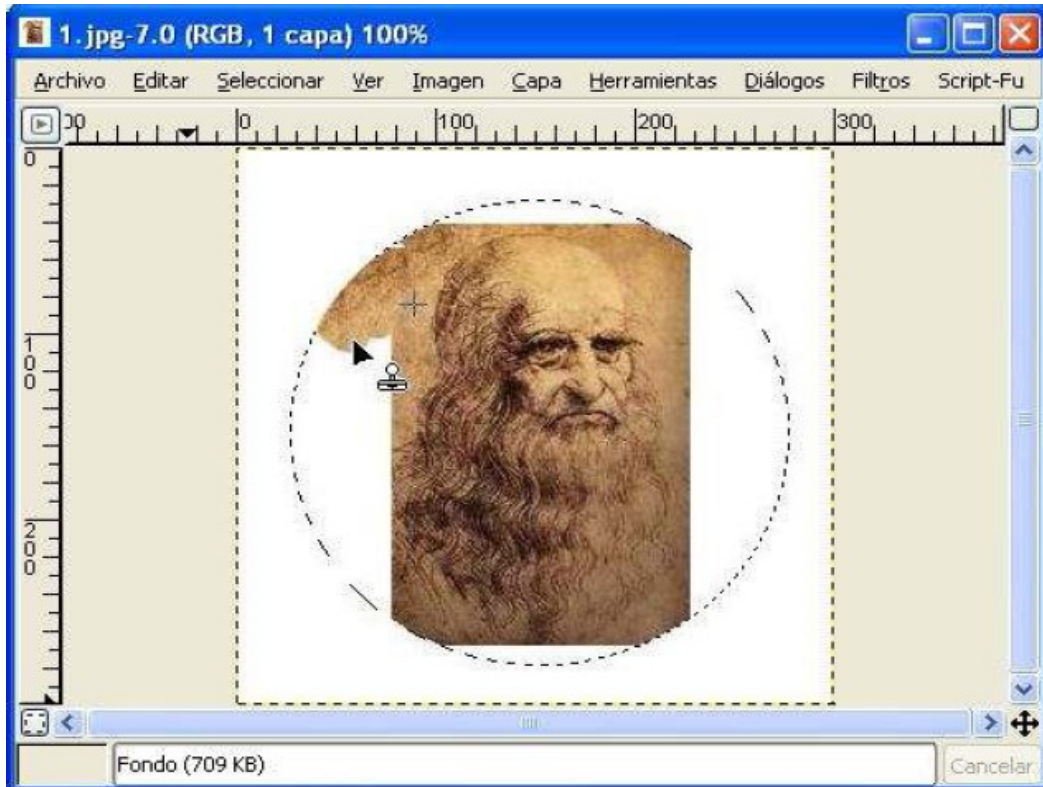 1.jpg-7.0 (RGB, 1 capa) 100%
Archivo Editar Seleccionar Ver Imagen Capa Herramientas Diálogos Filtros Script-Fu
00 0 100 200 300
0
100
200
Fondo (709 KB) Cancelar